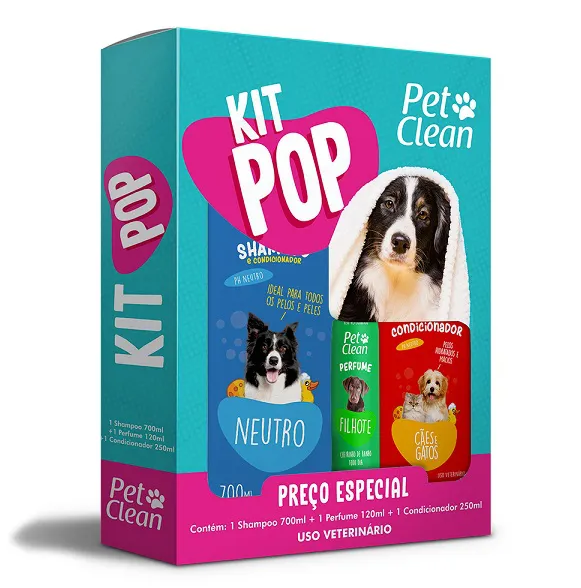 KIT
POP
Pet
Clean
SHAMPOO
E CONDICIONADOR
PH NEUTRO
IDEAL PARA TODOS
OS PELOS E PELES
NEUTRO
700ml
Pet
Clean
PERFUME
FILHOTE
CONDICIONADOR
PELOS
HIDRATADOS E
MACIOS
CÃES E
GATOS
USO VETERINÁRIO
PREÇO ESPECIAL
Contém: 1 Shampoo 700ml + 1 Perfume 120ml + 1 Condicionador 250ml
USO VETERINÁRIO
KIT POP
1 Shampoo 700ml
+1 Perfume 120ml
+1 Condicionador 250ml
Pet
Clean